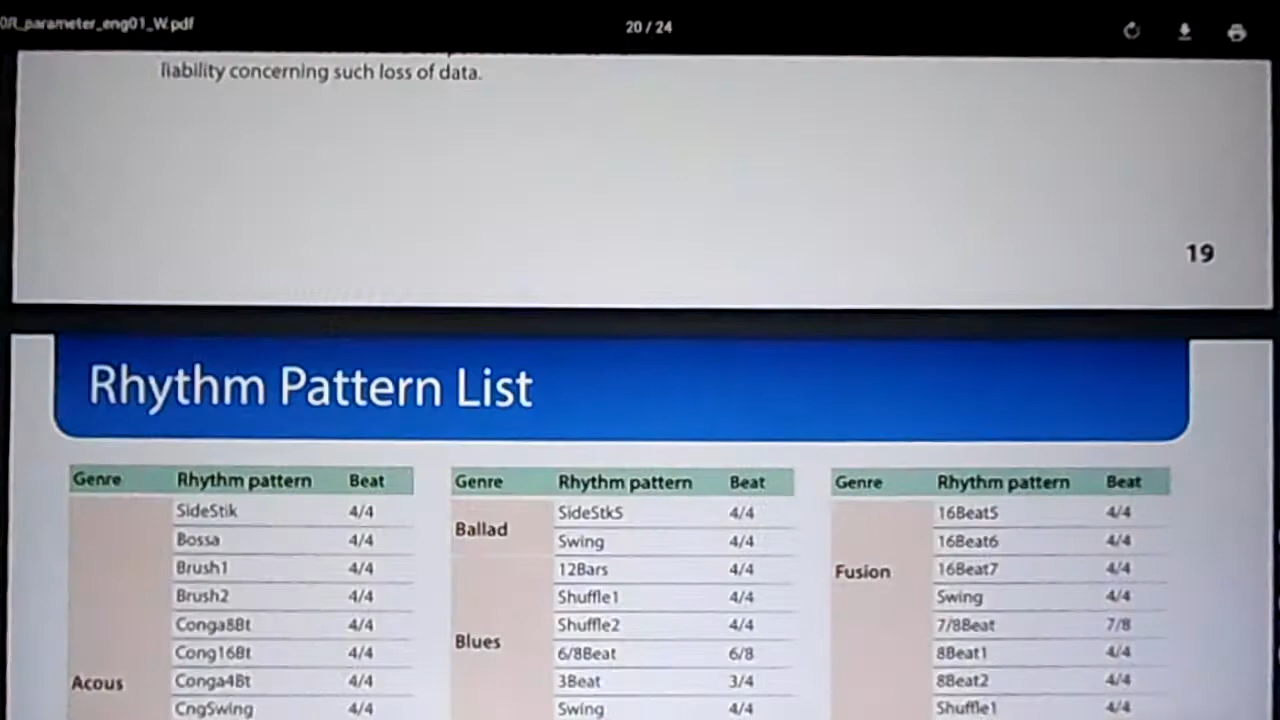 0R_parameter_eng01_W.pdf
20 / 24
liability concerning such loss of data.
19
Rhythm Pattern List
Genre Rhythm pattern Beat
SideStik 4/4
Bossa 4/4
Brush1 4/4
Brush2 4/4
Conga8Bt 4/4
Cong16Bt 4/4
Acous Conga4Bt 4/4
CngSwing 4/4
Genre Rhythm pattern Beat
Ballad SideStk5 4/4
Swing 4/4
12Bars 4/4
Shuffle1 4/4
Shuffle2 4/4
Blues 6/8Beat 6/8
3Beat 3/4
Swing 4/4
Genre Rhythm pattern Beat
16Beat5 4/4
16Beat6 4/4
Fusion 16Beat7 4/4
Swing 4/4
7/8Beat 7/8
8Beat1 4/4
8Beat2 4/4
Shuffle1 4/4